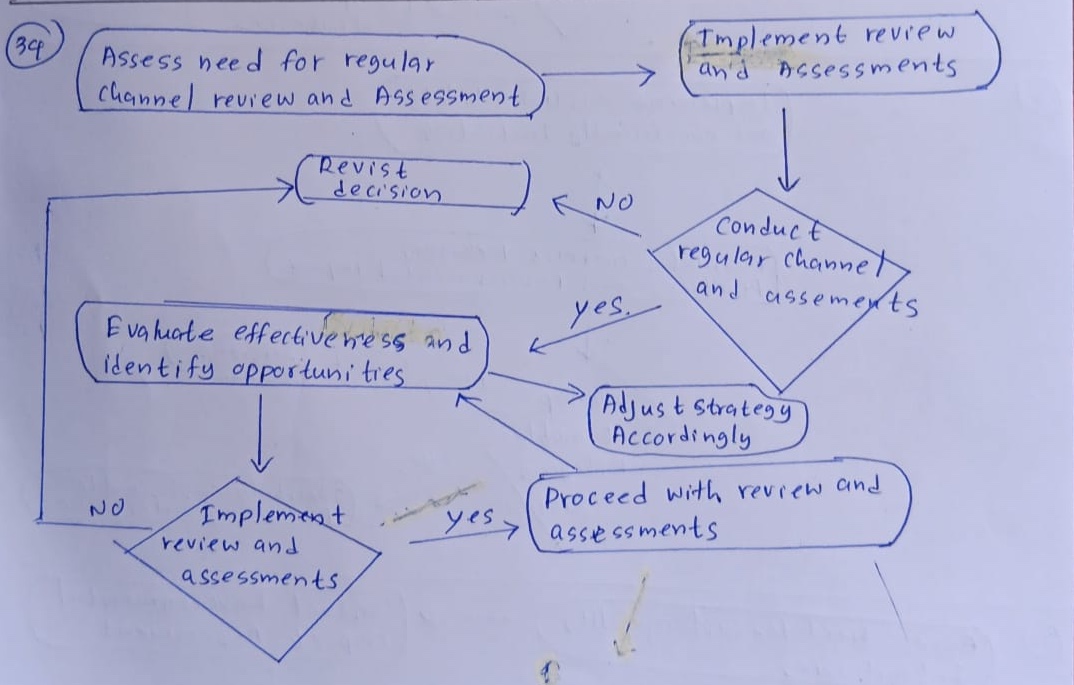 39
Assess need for regular
channel review and Assessment
Implement review
and Assessments
Revist
decision
NO
Conduct
regular channel
and assements
yes.
Evaluate effectiveness and
identify opportunities
Adjust strategy
Accordingly
NO
Implement
review and
assessments
yes
Proceed with review and
assessments